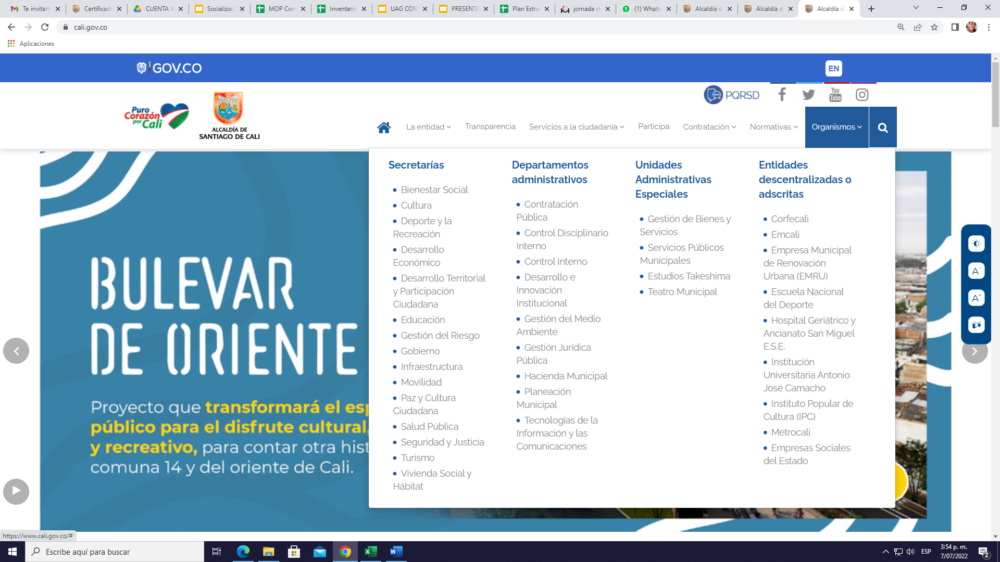 Te invitam
Certificado
CUENTA M
Socializaci
MOP Cont
Inventario
UAG COM
PRESENTA
Plan Estra
jornada d
(1) Whats
Alcaldía d
Alcaldía d
Alcaldía d
cali.gov.co
Aplicaciones
GOV.CO
EN
Puro
Corazón
por Cali
ALCALDÍA DE
SANTIAGO DE CALI
PQRSD
You
Tube
La entidad
Transparencia
Servicios a la ciudadanía
Participa
Contratación
Normativas
Organismos
Secretarías
Bienestar Social
Cultura
Deporte y la
Recreación
Desarrollo
Económico
Desarrollo Territorial
y Participación
Ciudadana
Educación
Gestión del Riesgo
Gobierno
Infraestructura
Movilidad
Paz y Cultura
Ciudadana
Salud Pública
Seguridad y Justicia
Turismo
Vivienda Social y
Hábitat
Departamentos
administrativos
Contratación
Pública
Control Disciplinario
Interno
Control Interno
Desarrollo e
Innovación
Institucional
Gestión del Medio
Ambiente
Gestión Jurídica
Pública
Hacienda Municipal
Planeación
Municipal
Tecnologías de la
Información y las
Comunicaciones
Unidades
Administrativas
Especiales
Gestión de Bienes y
Servicios
Servicios Públicos
Municipales
Estudios Takeshima
Teatro Municipal
Entidades
descentralizadas o
adscritas
Corfecali
Emcali
Empresa Municipal
de Renovación
Urbana (EMRU)
Escuela Nacional
del Deporte
Hospital Geriátrico y
Ancianato San Miguel
E.S.E.
Institución
Universitaria Antonio
José Camacho
Instituto Popular de
Cultura (IPC)
Metrocali
Empresas Sociales
del Estado
A-
A+
BULEVAR
DE ORIENTE
Proyecto que transformará el esp
público para el disfrute cultural,
y recreativo, para contar otra hist
comuna 14 y del oriente de Cali.
https://www.cali.gov.co/#
Escribe aquí para buscar
ESP
3:54 p. m.
7/07/2022
2